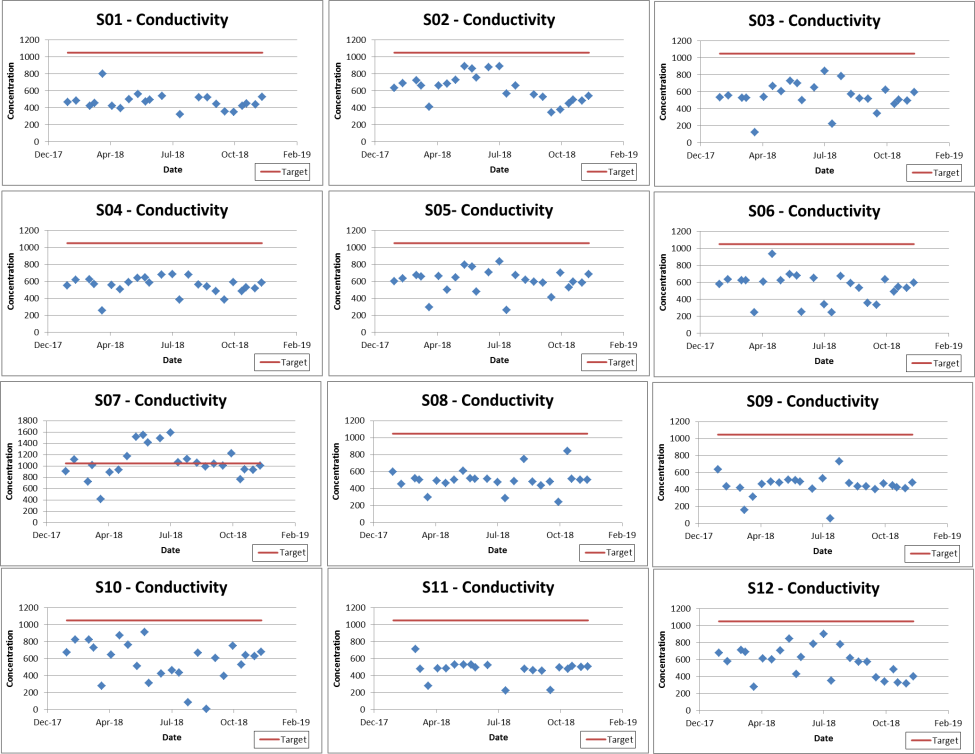 S01 - Conductivity
Concentration
1200
1000
800
600
400
200
0
Dec-17 Apr-18 Jul-18 Oct-18 Feb-19
Date
Target
S02 - Conductivity
Concentration
1200
1000
800
600
400
200
0
Dec-17 Apr-18 Jul-18 Oct-18 Feb-19
Date
Target
S03 - Conductivity
Concentration
1200
1000
800
600
400
200
0
Dec-17 Apr-18 Jul-18 Oct-18 Feb-19
Date
Target
S04 - Conductivity
Concentration
1200
1000
800
600
400
200
0
Dec-17 Apr-18 Jul-18 Oct-18 Feb-19
Date
Target
S05- Conductivity
Concentration
1200
1000
800
600
400
200
0
Dec-17 Apr-18 Jul-18 Oct-18 Feb-19
Date
Target
S06 - Conductivity
Concentration
1200
1000
800
600
400
200
0
Dec-17 Apr-18 Jul-18 Oct-18 Feb-19
Date
Target
S07 - Conductivity
Concentration
1800
1600
1400
1200
1000
800
600
400
200
0
Dec-17 Apr-18 Jul-18 Oct-18 Feb-19
Date
Target
S08 - Conductivity
Concentration
1200
1000
800
600
400
200
0
Dec-17 Apr-18 Jul-18 Oct-18 Feb-19
Date
Target
S09 - Conductivity
Concentration
1200
1000
800
600
400
200
0
Dec-17 Apr-18 Jul-18 Oct-18 Feb-19
Date
Target
S10 - Conductivity
Concentration
1200
1000
800
600
400
200
0
Dec-17 Apr-18 Jul-18 Oct-18 Feb-19
Date
Target
S11 - Conductivity
Concentration
1200
1000
800
600
400
200
0
Dec-17 Apr-18 Jul-18 Oct-18 Feb-19
Date
Target
S12 - Conductivity
Concentration
1200
1000
800
600
400
200
0
Dec-17 Apr-18 Jul-18 Oct-18 Feb-19
Date
Target